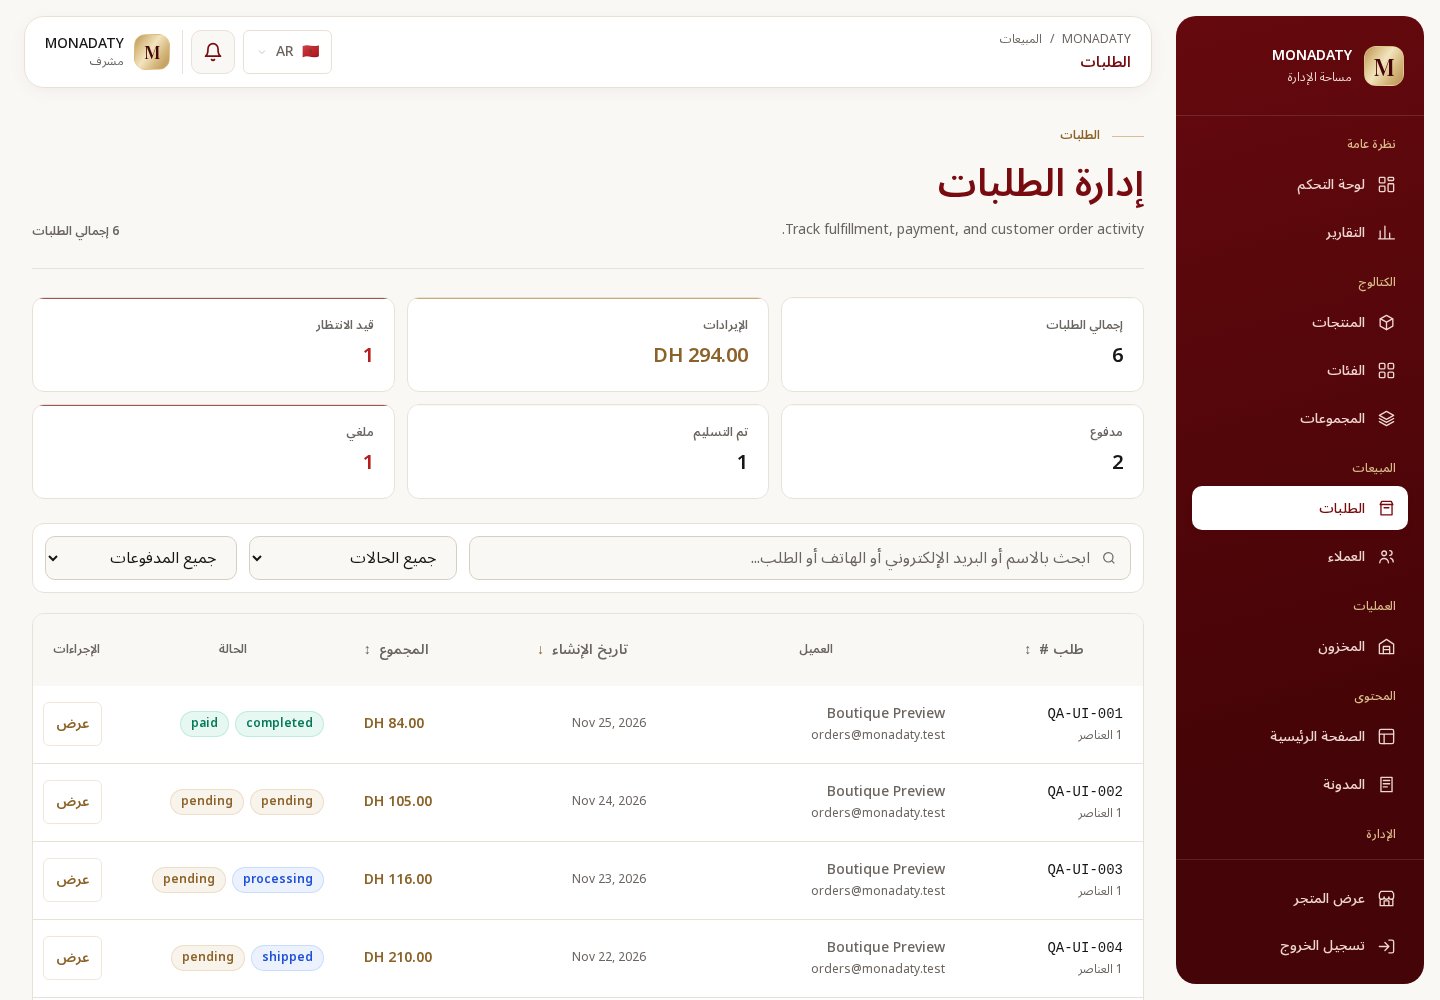 M
MONADATY
مساحة الإدارة
نظرة عامة
لوحة التحكم
التقارير
الكتالوج
المنتجات
الفئات
المجموعات
المبيعات
الطلبات
العملاء
العمليات
المخزون
المحتوى
الصفحة الرئيسية
المدونة
الإدارة
عرض المتجر
تسجيل الخروج
MONADATY / المبيعات
الطلبات
AR
M
MONADATY
مشرف
الطلبات
إدارة الطلبات
Track fulfillment, payment, and customer order activity.
6 إجمالي الطلبات
إجمالي الطلبات
6
الإيرادات
DH 294.00
قيد الانتظار
1
مدفوع
2
تم التسليم
1
ملغي
1
ابحث بالاسم أو البريد الإلكتروني أو الهاتف أو الطلب...
جميع الحالات
جميع المدفوعات
طلب # ↕ العميل تاريخ الإنشاء ↓ المجموع ↕ الحالة الإجراءات
QA-UI-001
1 العناصر
Boutique Preview
orders@monadaty.test
Nov 25, 2026
DH 84.00
completed
paid
عرض
QA-UI-002
1 العناصر
Boutique Preview
orders@monadaty.test
Nov 24, 2026
DH 105.00
pending
pending
عرض
QA-UI-003
1 العناصر
Boutique Preview
orders@monadaty.test
Nov 23, 2026
DH 116.00
processing
pending
عرض
QA-UI-004
1 العناصر
Boutique Preview
orders@monadaty.test
Nov 22, 2026
DH 210.00
shipped
pending
عرض